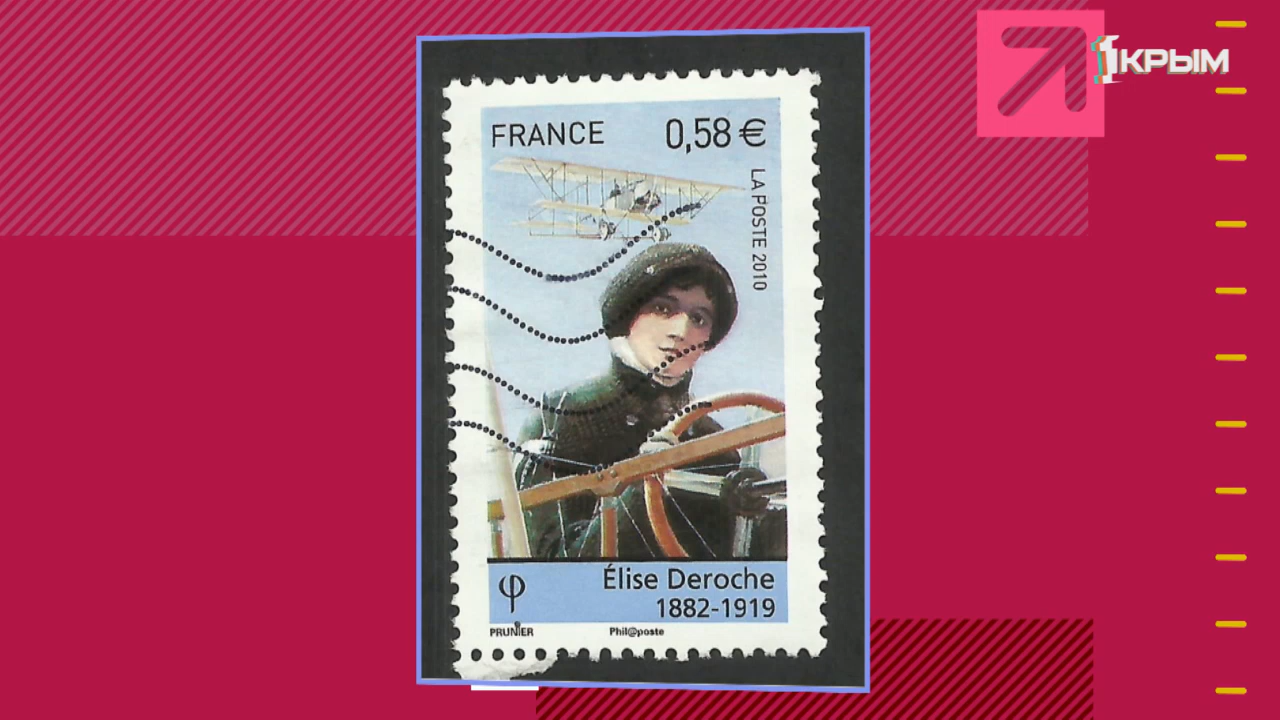 1КРЫМ
FRANCE
0,58 €
LA POSTE 2010
Élise Deroche
1882-1919
PRUNIER
Phil@poste